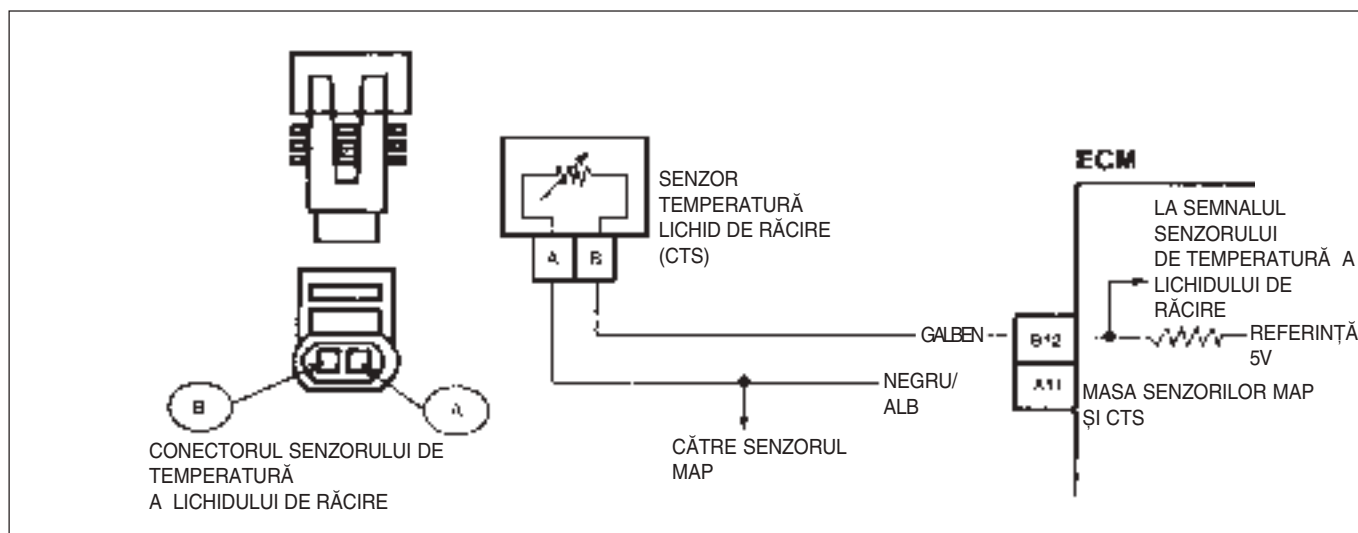 ECM
SENZOR
TEMPERATURĂ
LICHID DE RĂCIRE
(CTS)
A B
LA SEMNALUL
SENZORULUI
DE TEMPERATURĂ A
LICHIDULUI DE
RĂCIRE
GALBEN
B12
REFERINȚĂ
5V
NEGRU/
ALB
A11
MASA SENZORILOR MAP
ȘI CTS
CĂTRE SENZORUL
MAP
B
A
CONECTORUL SENZORULUI DE
TEMPERATURĂ
A LICHIDULUI DE RĂCIRE